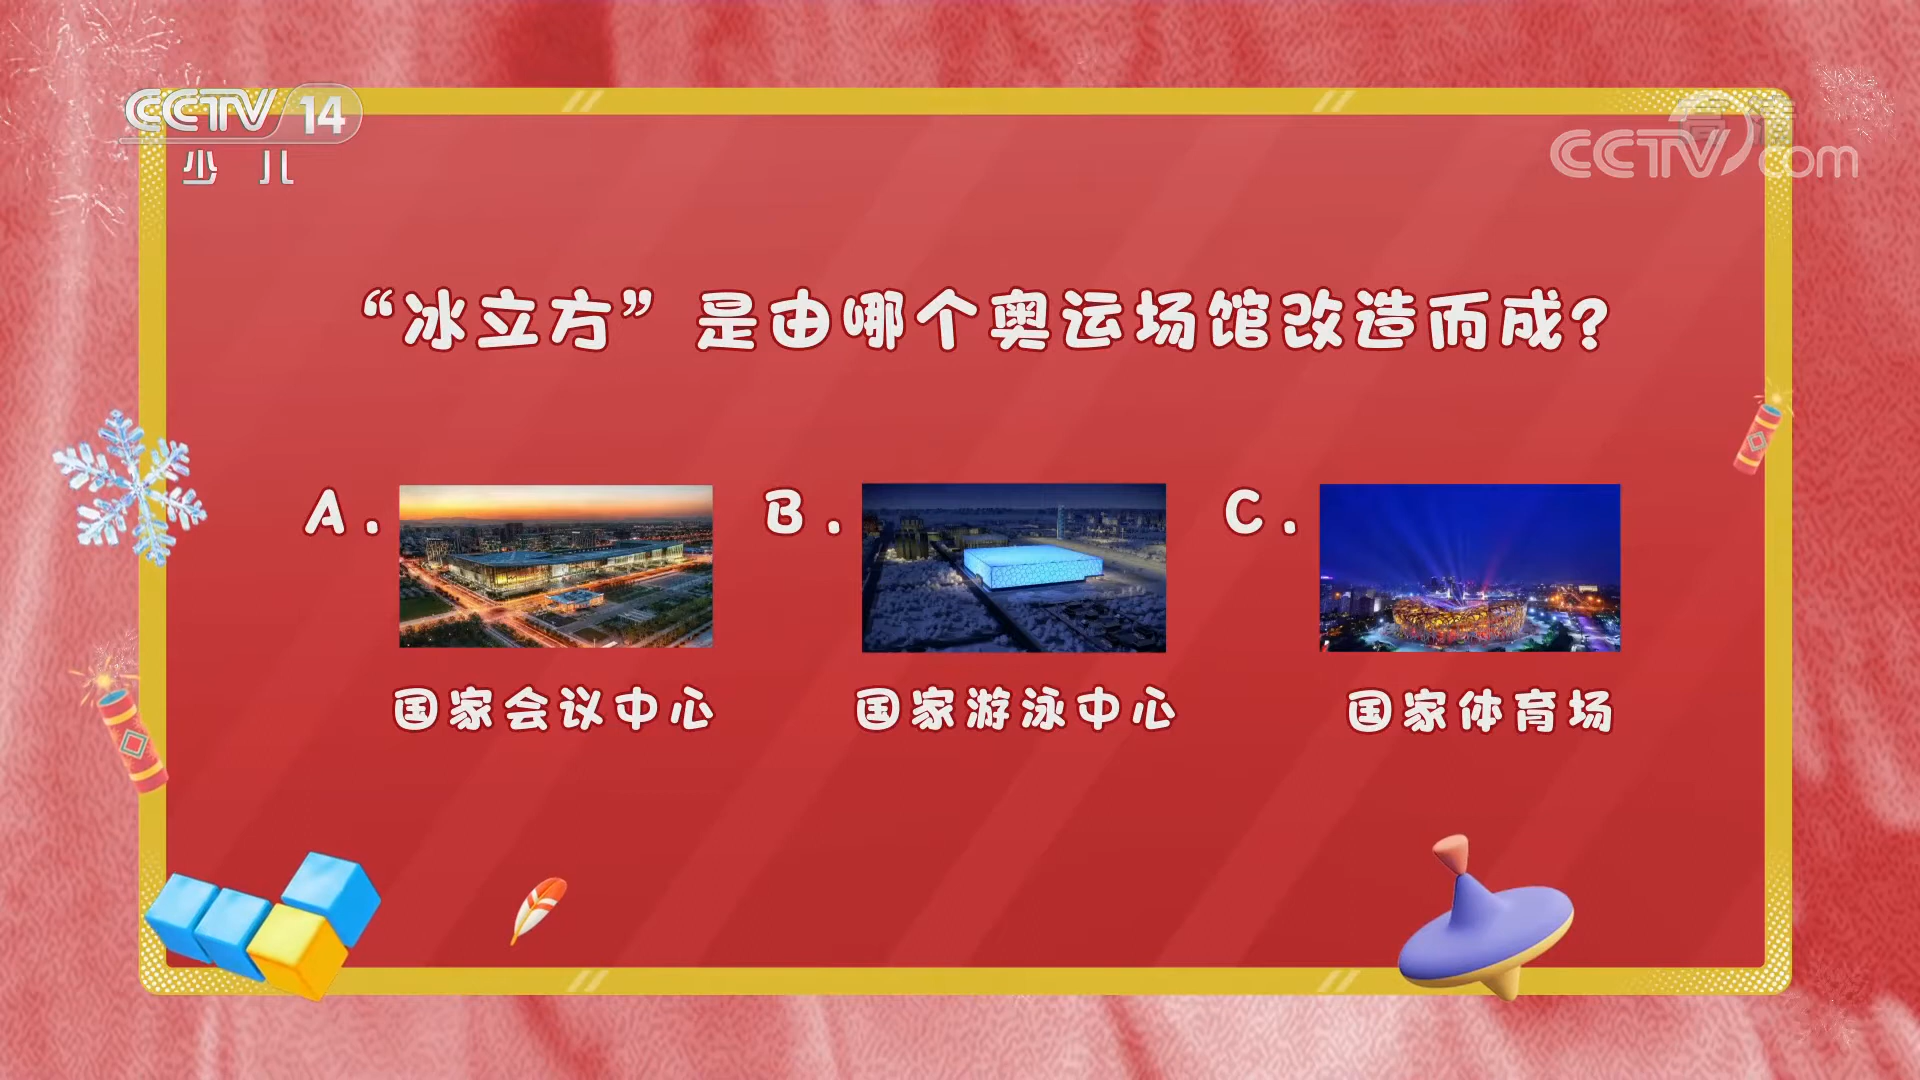 CCTV 14
少儿
CCTV.com
“冰立方”是由哪个奥运场馆改造而成?
A.
B.
C.
国家会议中心
国家游泳中心
国家体育场